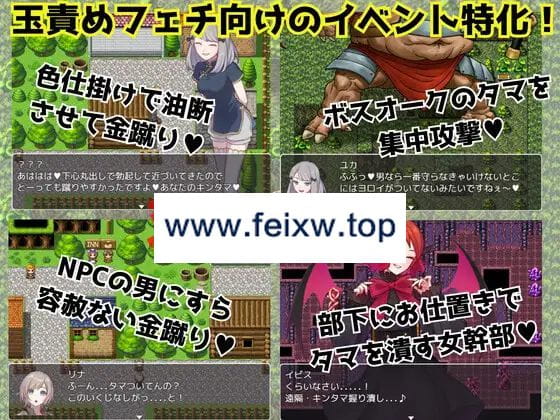 玉責めフェチ向けのイベント特化！
色仕掛けで油断
させて金蹴り♥
？？？
あははは♥下心丸出しで勃起して近づいてきたので
とーっても蹴りやすかったですよ♥あなたのキンタマ♥
ボスオークのタマを
集中攻撃♥
ユカ
ふふっ♥男なら一番守らなきゃいけないとこ
にはヨロイがついてないみたいですねぇ～♥
www.feixw.top
INN
NPCの男にすら
容赦ない金蹴り♥
リナ
ふーん...タマついてんの？
このいくじなしがっ....と！
部下にお仕置きで
タマを潰す女幹部♥
イビス
くらいなさい.....！
遠隔・キンタマ握り潰し...♪